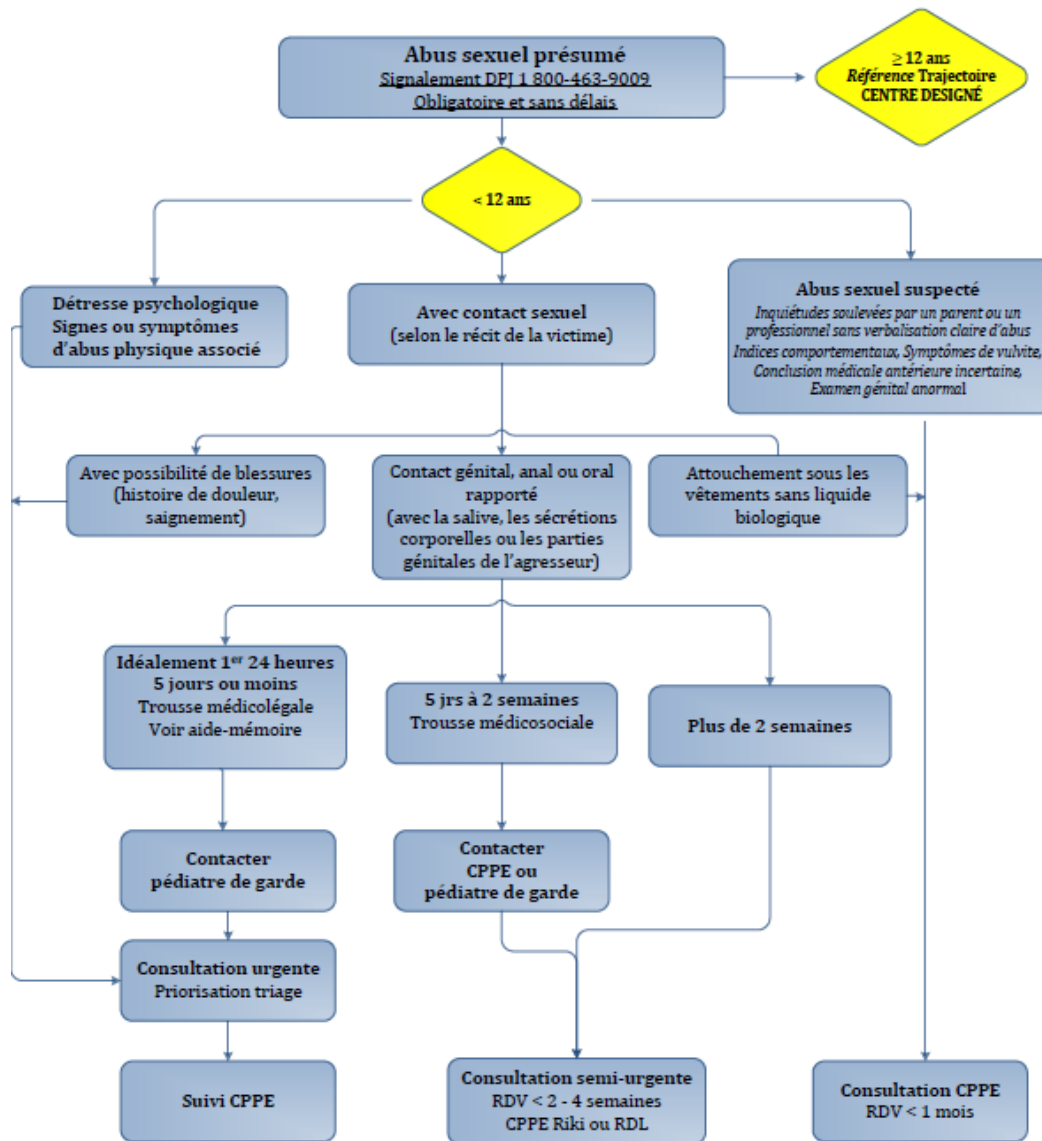 Abus sexuel présumé
Signalement DPJ 1 800-463-9009
Obligatoire et sans délais
≥ 12 ans
Référence Trajectoire
CENTRE DESIGNÉ
< 12 ans
Détresse psychologique
Signes ou symptômes
d'abus physique associé
Avec contact sexuel
(selon le récit de la victime)
Abus sexuel suspecté
Inquiétudes soulevées par un parent ou un
professionnel sans verbalisation claire d'abus
Indices comportementaux, Symptômes de vulvite,
Conclusion médicale antérieure incertaine,
Examen génital anormal
Avec possibilité de blessures
(histoire de douleur,
saignement)
Contact génital, anal ou oral
rapporté
(avec la salive, les sécrétions
corporelles ou les parties
génitales de l'agresseur)
Attouchement sous les
vêtements sans liquide
biologique
Idéalement 1er 24 heures
5 jours ou moins
Trousse médicolégale
Voir aide-mémoire
5 jrs à 2 semaines
Trousse médicosociale
Plus de 2 semaines
Contacter
pédiatre de garde
Contacter
CPPE ou
pédiatre de garde
Consultation urgente
Priorisation triage
Suivi CPPE
Consultation semi-urgente
RDV < 2 - 4 semaines
CPPE Riki ou RDL
Consultation CPPE
RDV < 1 mois